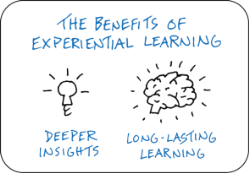 THE BENEFITS OF
EXPERIENTIAL LEARNING
DEEPER
INSIGHTS
LONG-LASTING
LEARNING